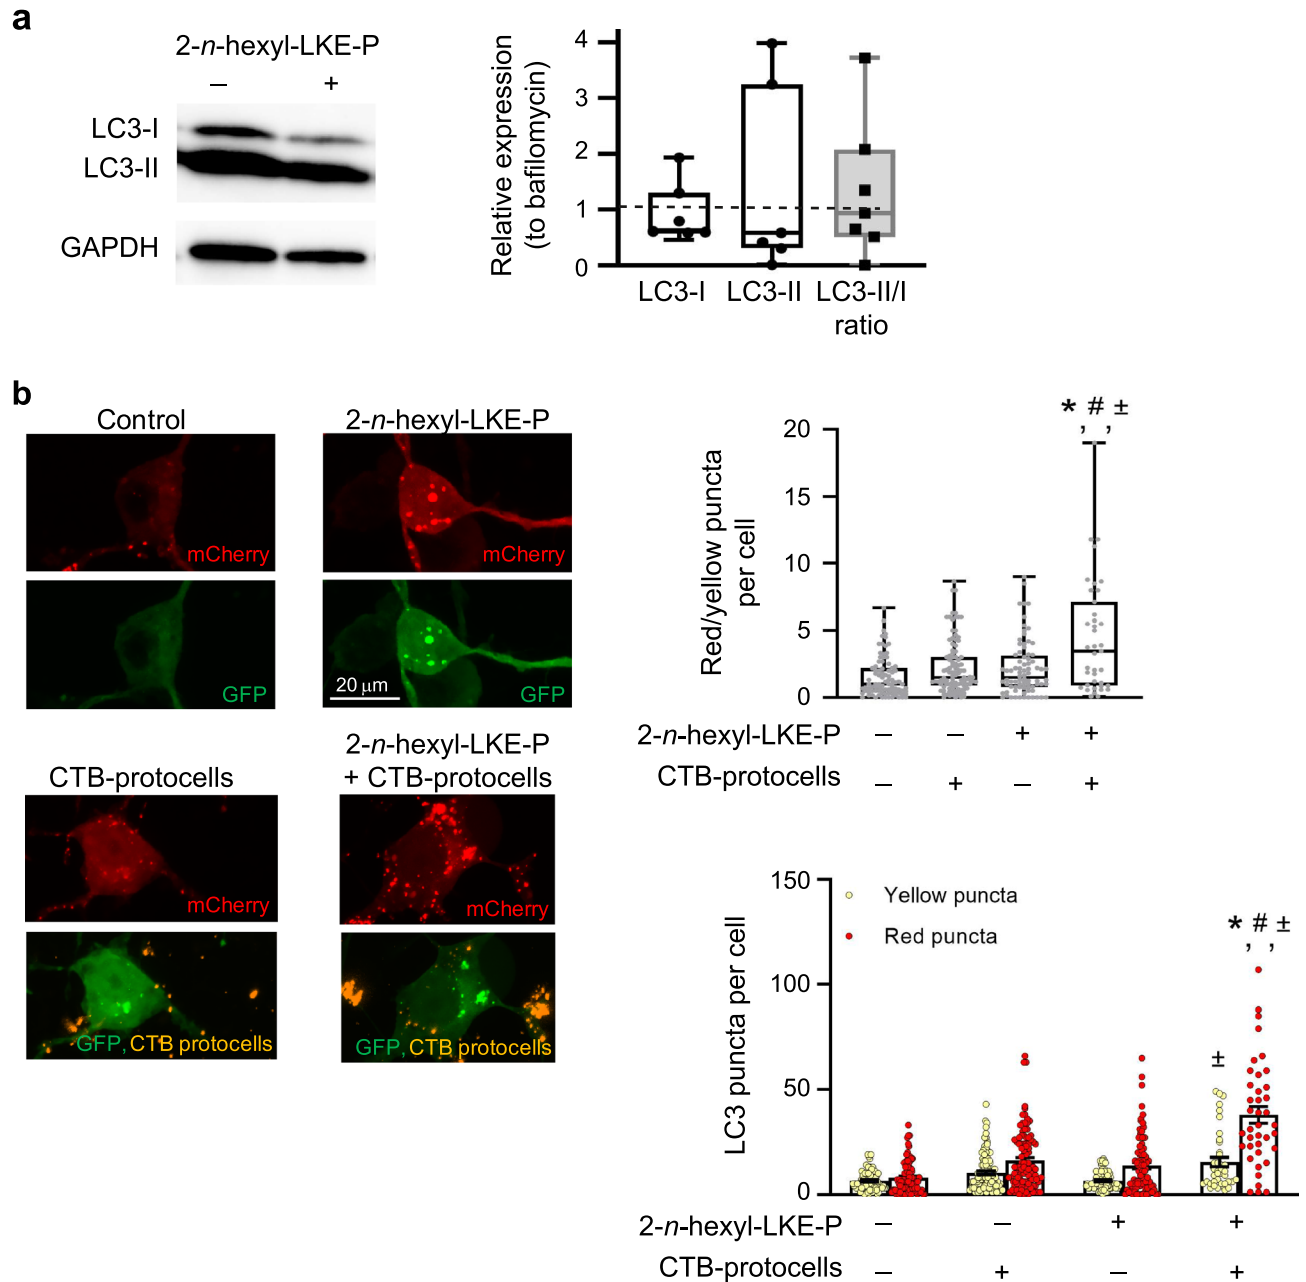 a
2-n-hexyl-LKE-P
– +
LC3-I
LC3-II
GAPDH
Relative expression
(to bafilomycin)
4
3
2
1
0
LC3-I LC3-II LC3-II/I
ratio
b
Control 2-n-hexyl-LKE-P
mCherry mCherry
GFP 20 μm GFP
CTB-protocells 2-n-hexyl-LKE-P
+ CTB-protocells
mCherry mCherry
GFP, CTB protocells GFP, CTB protocells
Red/yellow puncta
per cell
*, #, ±
20
15
10
5
0
2-n-hexyl-LKE-P – – + +
CTB-protocells – + – +
LC3 puncta per cell
150
100
50
0
Yellow puncta
Red puncta
*, #, ±
±
2-n-hexyl-LKE-P – – + +
CTB-protocells – + – +